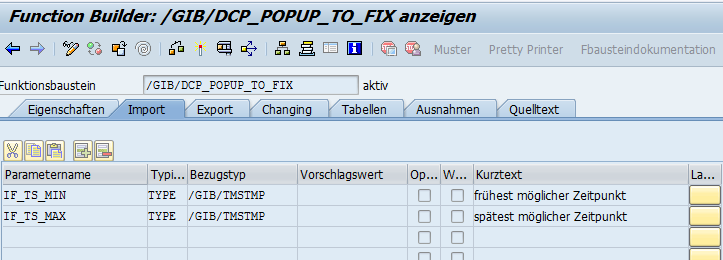 Function Builder: /GIB/DCP_POPUP_TO_FIX anzeigen
Muster Pretty Printer Fbausteindokumentation
Funktionsbaustein /GIB/DCP_POPUP_TO_FIX aktiv
Eigenschaften Import Export Changing Tabellen Ausnahmen Quelltext
Parametername Typi... Bezugstyp Vorschlagswert Op... W... Kurztext La...
IF_TS_MIN TYPE /GIB/TMSTMP frühest möglicher Zeitpunkt
IF_TS_MAX TYPE /GIB/TMSTMP spätest möglicher Zeitpunkt